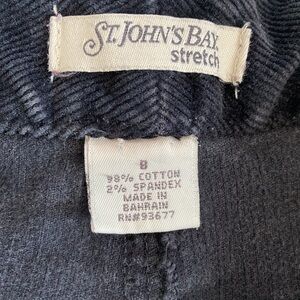 ST. JOHN'S BAY
stretch
8
98% COTTON
2% SPANDEX
MADE IN
BAHRAIN
RN#93677